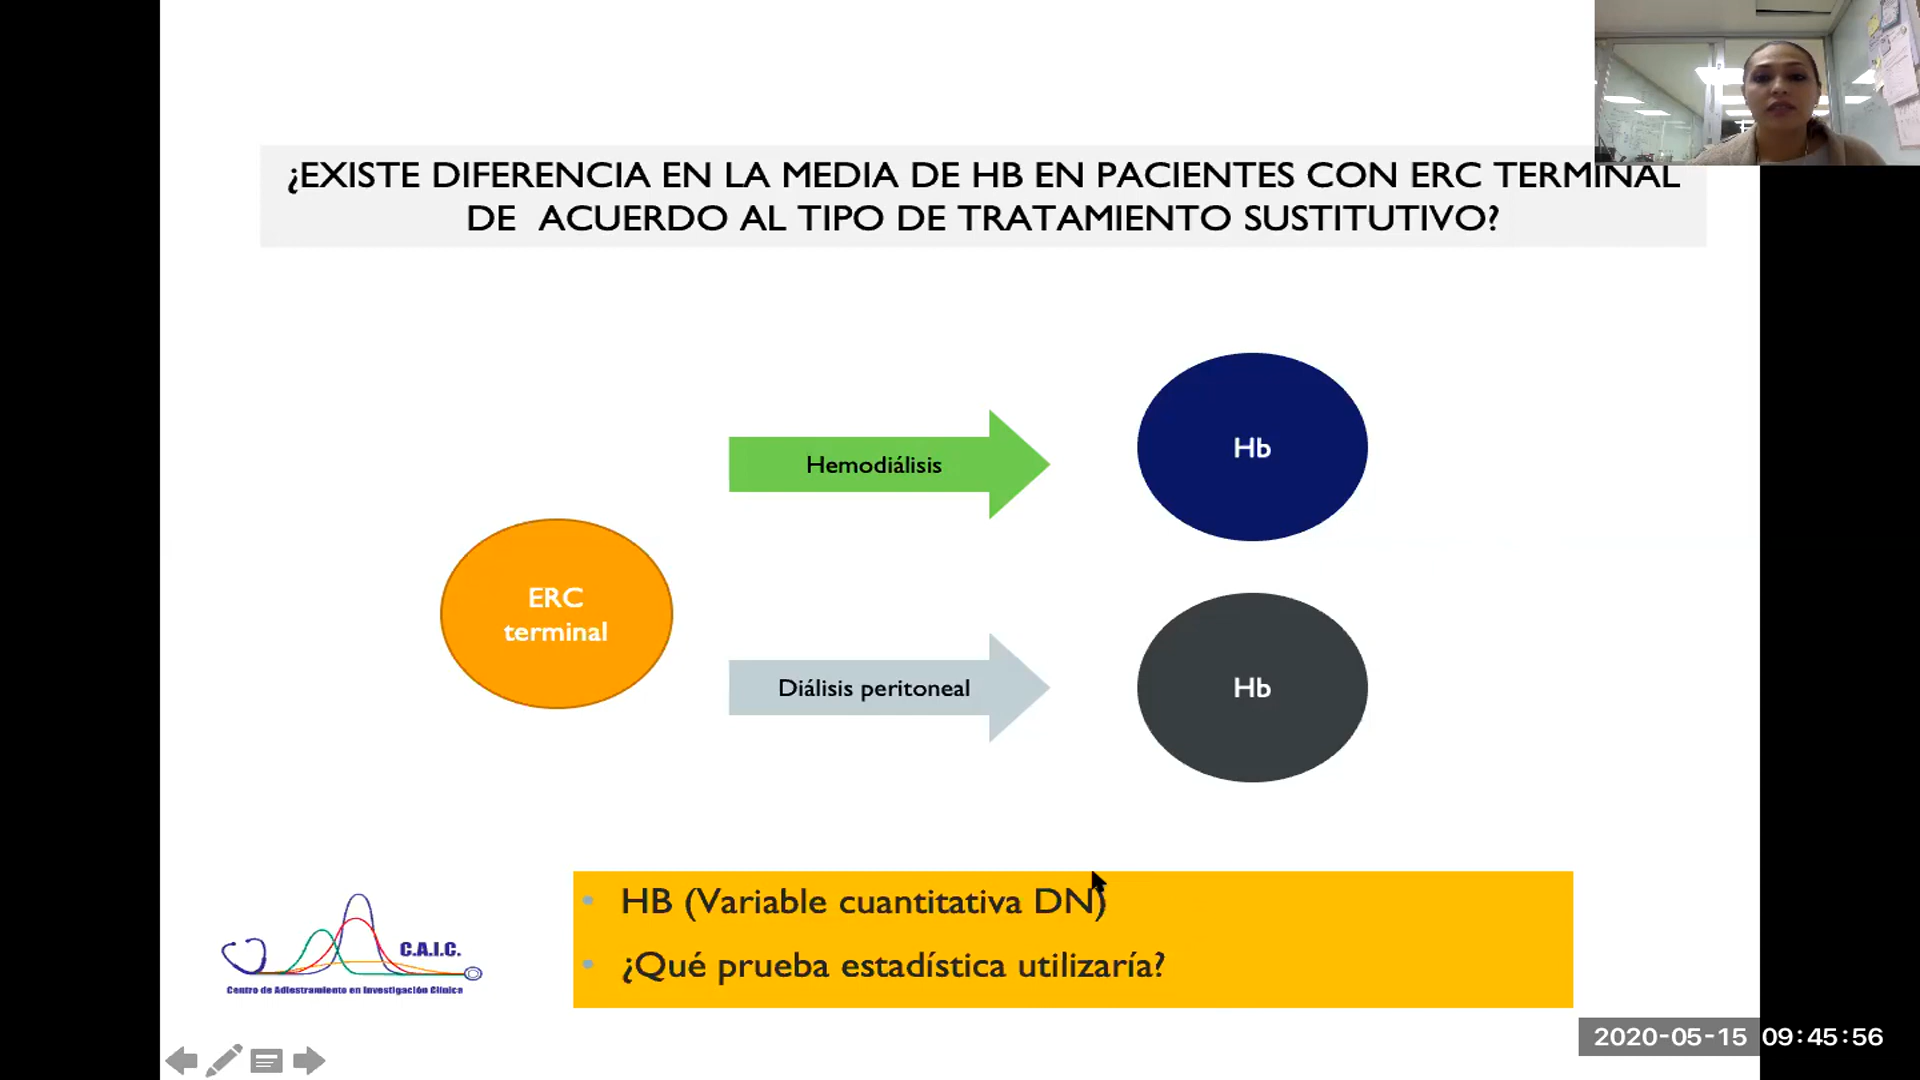 ¿EXISTE DIFERENCIA EN LA MEDIA DE HB EN PACIENTES CON ERC TERMINAL
DE ACUERDO AL TIPO DE TRATAMIENTO SUSTITUTIVO?
Hemodiálisis
Hb
ERC
terminal
Diálisis peritoneal
Hb
HB (Variable cuantitativa DN)
¿Qué prueba estadística utilizaría?
C.A.I.C.
Centro de Adiestramiento en Investigación Clínica
2020-05-15 09:45:56